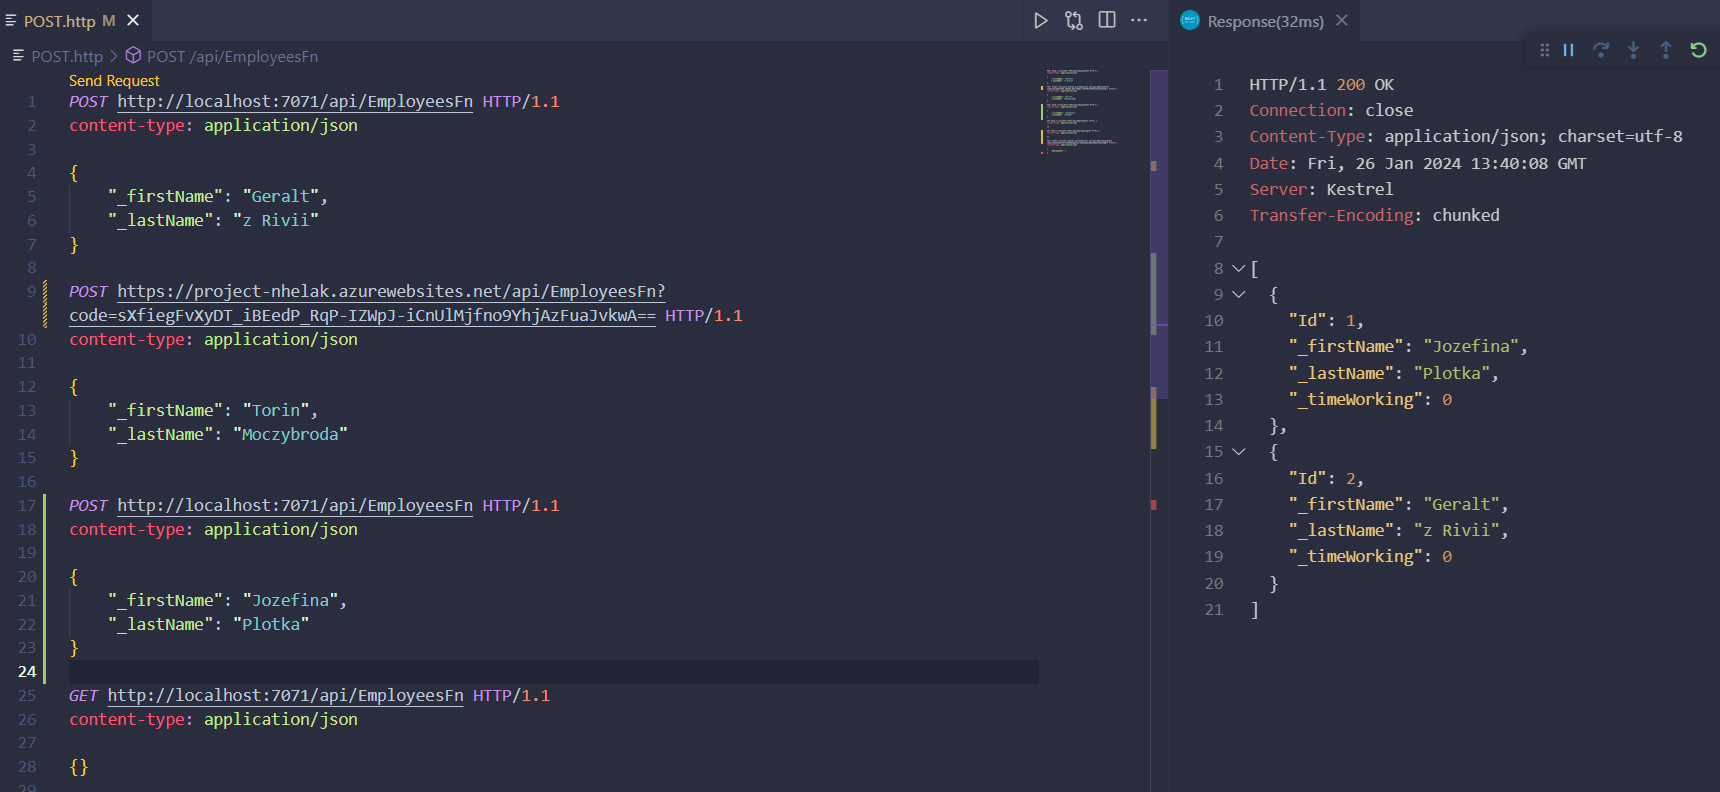 POST.http M
Response(32ms)
POST.http > POST /api/EmployeesFn
Send Request
1 POST http://localhost:7071/api/EmployeesFn HTTP/1.1
2 content-type: application/json
3
4 {
5 "_firstName": "Geralt",
6 "_lastName": "z Rivii"
7 }
8
9 POST https://project-nhelak.azurewebsites.net/api/EmployeesFn?
code=sXfiegFvXyDT_iBEedP_RqP-IZWpJ-iCnUlMjfno9YhjAzFuaJvkwA== HTTP/1.1
10 content-type: application/json
11
12 {
13 "_firstName": "Torin",
14 "_lastName": "Moczybroda"
15 }
16
17 POST http://localhost:7071/api/EmployeesFn HTTP/1.1
18 content-type: application/json
19
20 {
21 "_firstName": "Jozefina",
22 "_lastName": "Plotka"
23 }
24
25 GET http://localhost:7071/api/EmployeesFn HTTP/1.1
26 content-type: application/json
27
28 {}
29
1 HTTP/1.1 200 OK
2 Connection: close
3 Content-Type: application/json; charset=utf-8
4 Date: Fri, 26 Jan 2024 13:40:08 GMT
5 Server: Kestrel
6 Transfer-Encoding: chunked
7
8 [
9 {
10 "Id": 1,
11 "_firstName": "Jozefina",
12 "_lastName": "Plotka",
13 "_timeWorking": 0
14 },
15 {
16 "Id": 2,
17 "_firstName": "Geralt",
18 "_lastName": "z Rivii",
19 "_timeWorking": 0
20 }
21 ]